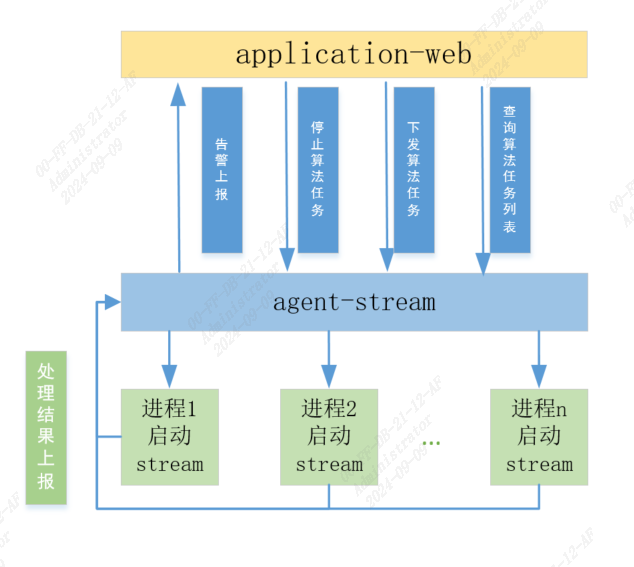 application-web
告警上报
停止算法任务
下发算法任务
查询算法任务列表
agent-stream
处理结果上报
进程1
启动
stream
进程2
启动
stream
...
进程n
启动
stream
00-FF-DB-21-12-AF
Administrator
2024-09-09